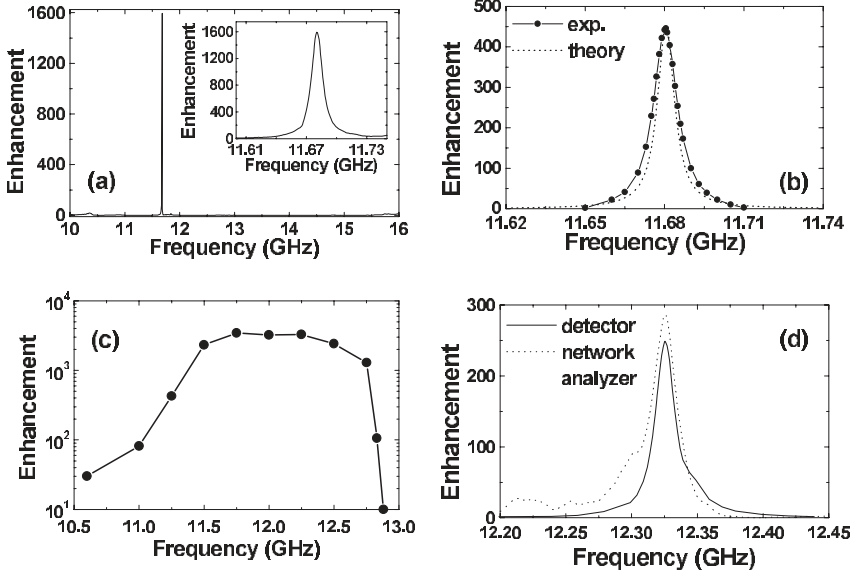 (a)
Enhancement
1600
1200
800
400
0
10 11 12 13 14 15 16
Frequency (GHz)
Enhancement
1600
1200
800
400
0
11.61 11.67 11.73
Frequency (GHz)
(b)
exp.
theory
Enhancement
500
400
300
200
100
0
11.62 11.65 11.68 11.71 11.74
Frequency (GHz)
(c)
Enhancement
10^4
10^3
10^2
10^1
10.5 11.0 11.5 12.0 12.5 13.0
Frequency (GHz)
(d)
detector
network
analyzer
Enhancement
300
200
100
0
12.20 12.25 12.30 12.35 12.40 12.45
Frequency (GHz)